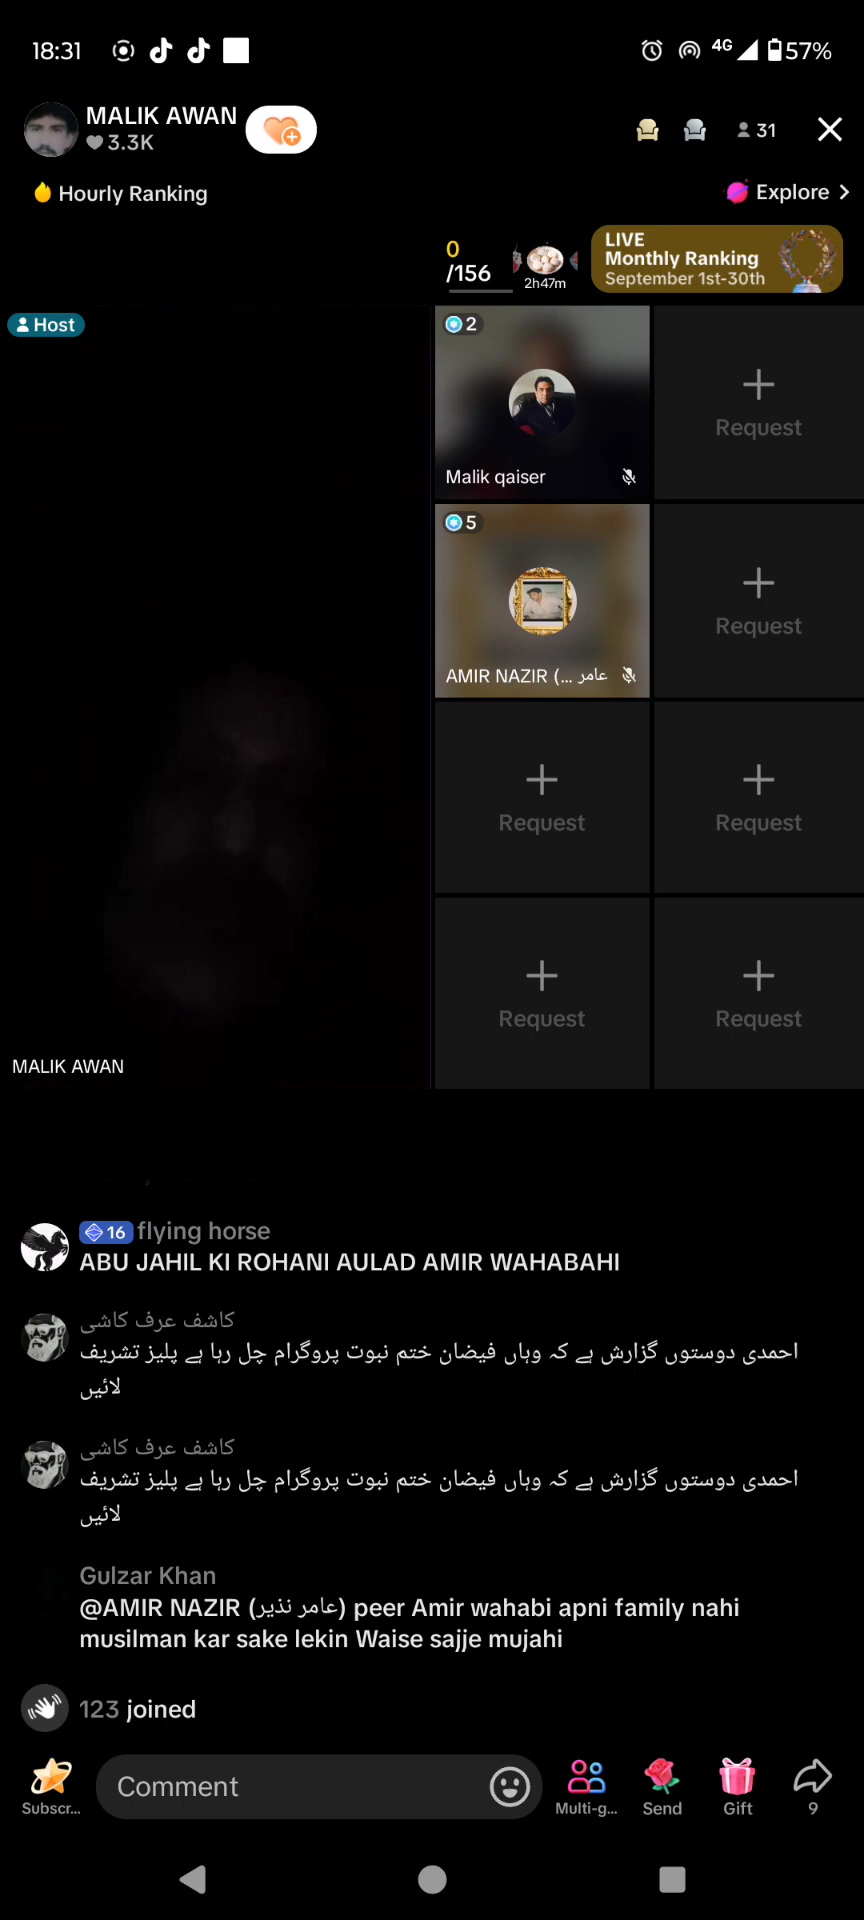 18:31
4G
57%
MALIK AWAN
3.3K
31
Hourly Ranking
Explore
0
/156
2h47m
LIVE
Monthly Ranking
September 1st-30th
Host
2
Malik qaiser
Request
5
AMIR NAZIR (... عامر
Request
Request
Request
Request
Request
MALIK AWAN
16 flying horse
ABU JAHIL KI ROHANI AULAD AMIR WAHABAHI
کاشف عرف کاشی
احمدی دوستوں گزارش ہے کہ وہاں فیضان ختم نبوت پروگرام چل رہا ہے پلیز تشریف
لائیں
کاشف عرف کاشی
احمدی دوستوں گزارش ہے کہ وہاں فیضان ختم نبوت پروگرام چل رہا ہے پلیز تشریف
لائیں
Gulzar Khan
@AMIR NAZIR (عامر نذیر) peer Amir wahabi apni family nahi
musilman kar sake lekin Waise sajje mujahi
123 joined
Comment
Subscr...
Multi-g...
Send
Gift
9